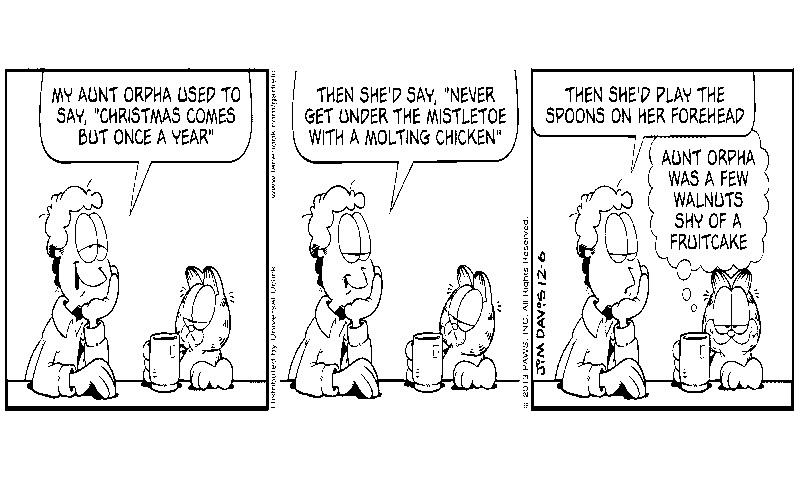 MY AUNT ORPHA USED TO
SAY, "CHRISTMAS COMES
BUT ONCE A YEAR"
THEN SHE'D SAY, "NEVER
GET UNDER THE MISTLETOE
WITH A MOLTING CHICKEN"
THEN SHE'D PLAY THE
SPOONS ON HER FOREHEAD
AUNT ORPHA
WAS A FEW
WALNUTS
SHY OF A
FRUITCAKE
JIM DAVIS 12-6
© 2013 PAWS, INC. All Rights Reserved.
Distributed by Universal Uclick